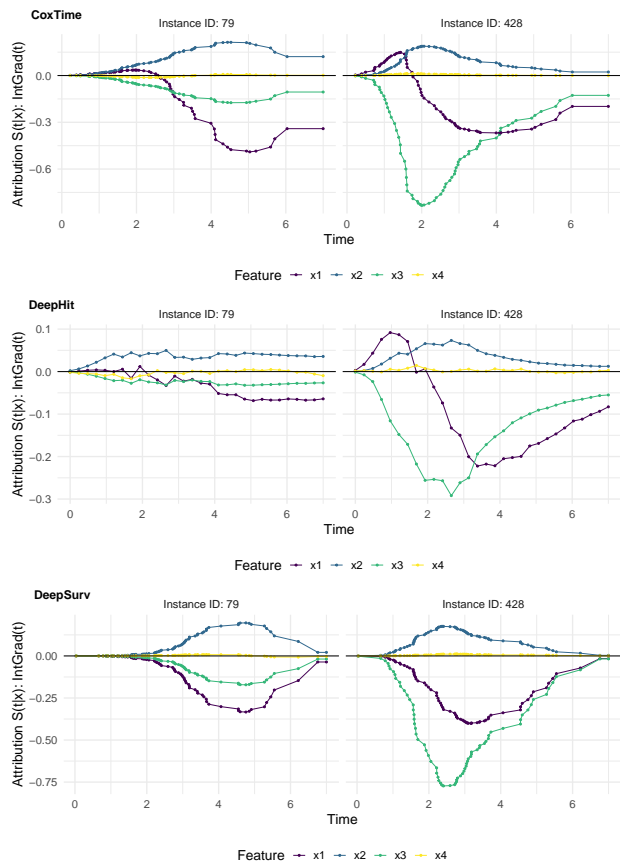 CoxTime
Instance ID: 79
Instance ID: 428
Attribution S(t|x): IntGrad(t)
0.0
−0.3
−0.6
0 2 4 6 0 2 4 6
Time
Feature x1 x2 x3 x4
DeepHit
Instance ID: 79
Instance ID: 428
Attribution S(t|x): IntGrad(t)
0.1
0.0
−0.1
−0.2
−0.3
0 2 4 6 0 2 4 6
Time
Feature x1 x2 x3 x4
DeepSurv
Instance ID: 79
Instance ID: 428
Attribution S(t|x): IntGrad(t)
0.00
−0.25
−0.50
−0.75
0 2 4 6 0 2 4 6
Time
Feature x1 x2 x3 x4